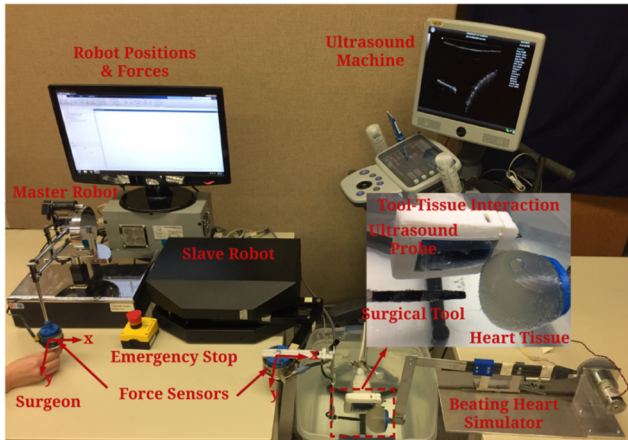 Robot Positions
& Forces
Ultrasound
Machine
Master Robot
Tool-Tissue Interaction
Ultrasound
Probe
Slave Robot
Surgical Tool
Heart Tissue
x
x
Emergency Stop
y
y
Surgeon
Force Sensors
Beating Heart
Simulator